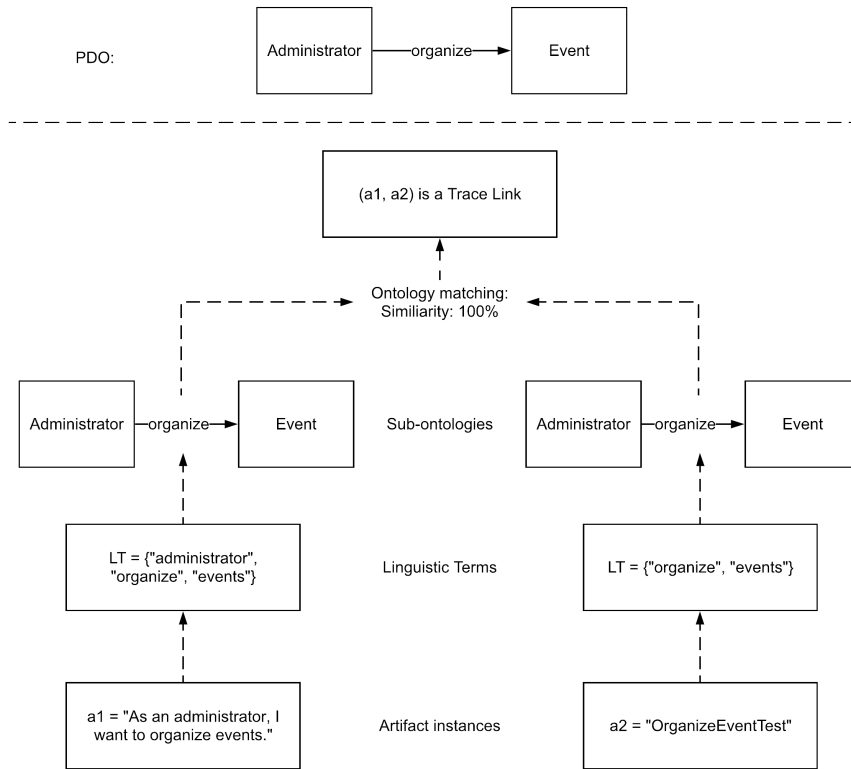 PDO:
Administrator
organize
Event
(a1, a2) is a Trace Link
Ontology matching:
Similiarity: 100%
Administrator
organize
Event
Sub-ontologies
Administrator
organize
Event
LT = {"administrator",
"organize", "events"}
Linguistic Terms
LT = {"organize", "events"}
a1 = "As an administrator, I
want to organize events."
Artifact instances
a2 = "OrganizeEventTest"